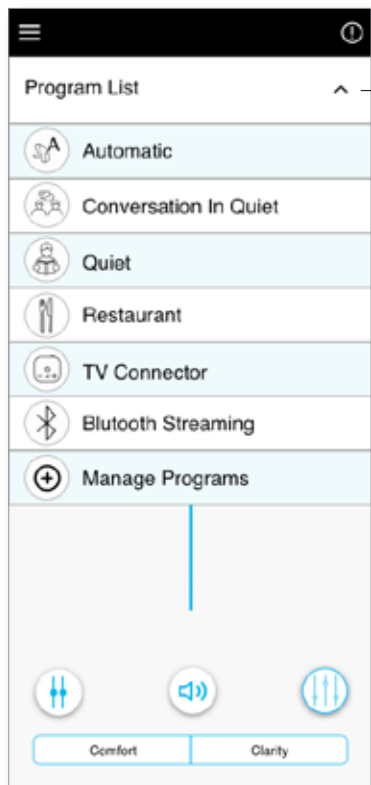 Program List
A
Automatic
Conversation In Quiet
Quiet
Restaurant
TV Connector
Blutooth Streaming
Manage Programs
Comfort
Clarity